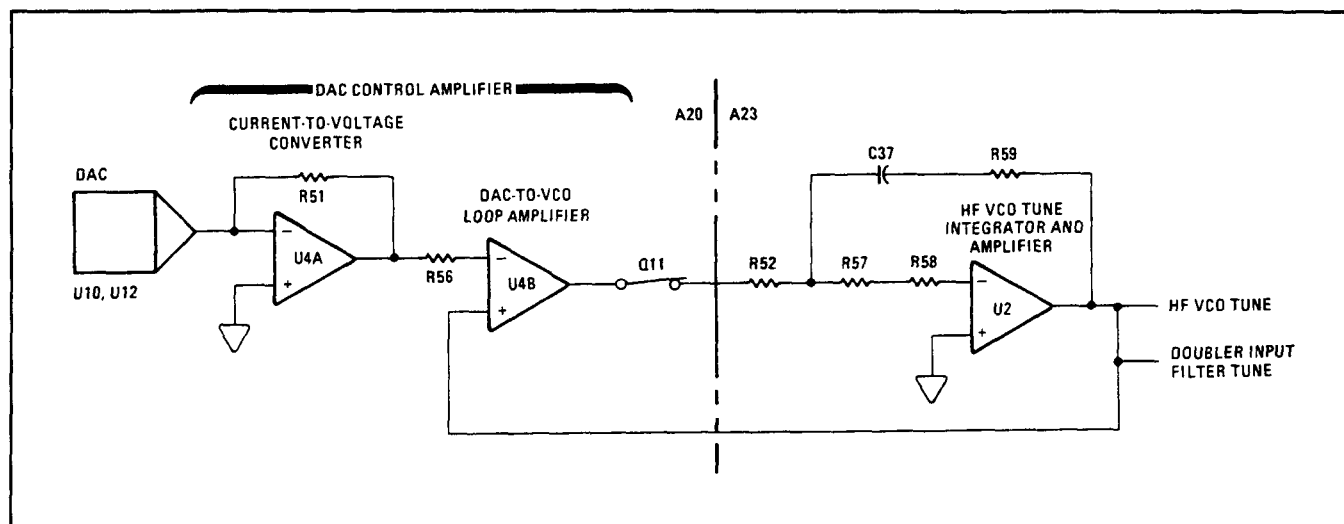 DAC CONTROL AMPLIFIER
A20 A23
CURRENT-TO-VOLTAGE
CONVERTER
C37
R59
DAC
R51
DAC-TO-VCO
LOOP AMPLIFIER
HF VCO TUNE
INTEGRATOR AND
AMPLIFIER
−
U4A
+
R56
−
U4B
+
Q11
R52
R57
R58
−
U2
+
U10, U12
HF VCO TUNE
DOUBLER INPUT
FILTER TUNE